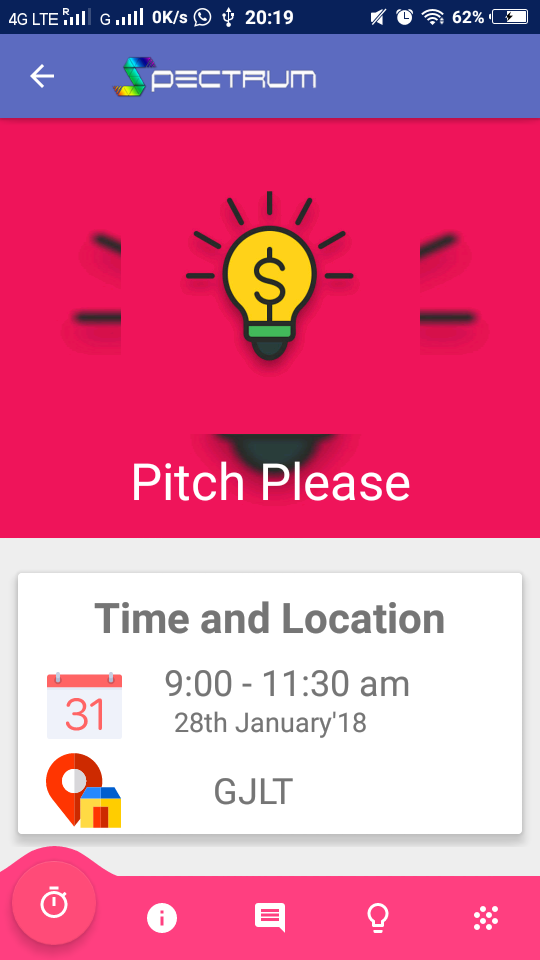 4G LTE R G 0K/s 20:19 62%
SPECTRUM
$
Pitch Please
Time and Location
9:00 - 11:30 am
31
28th January'18
GJLT